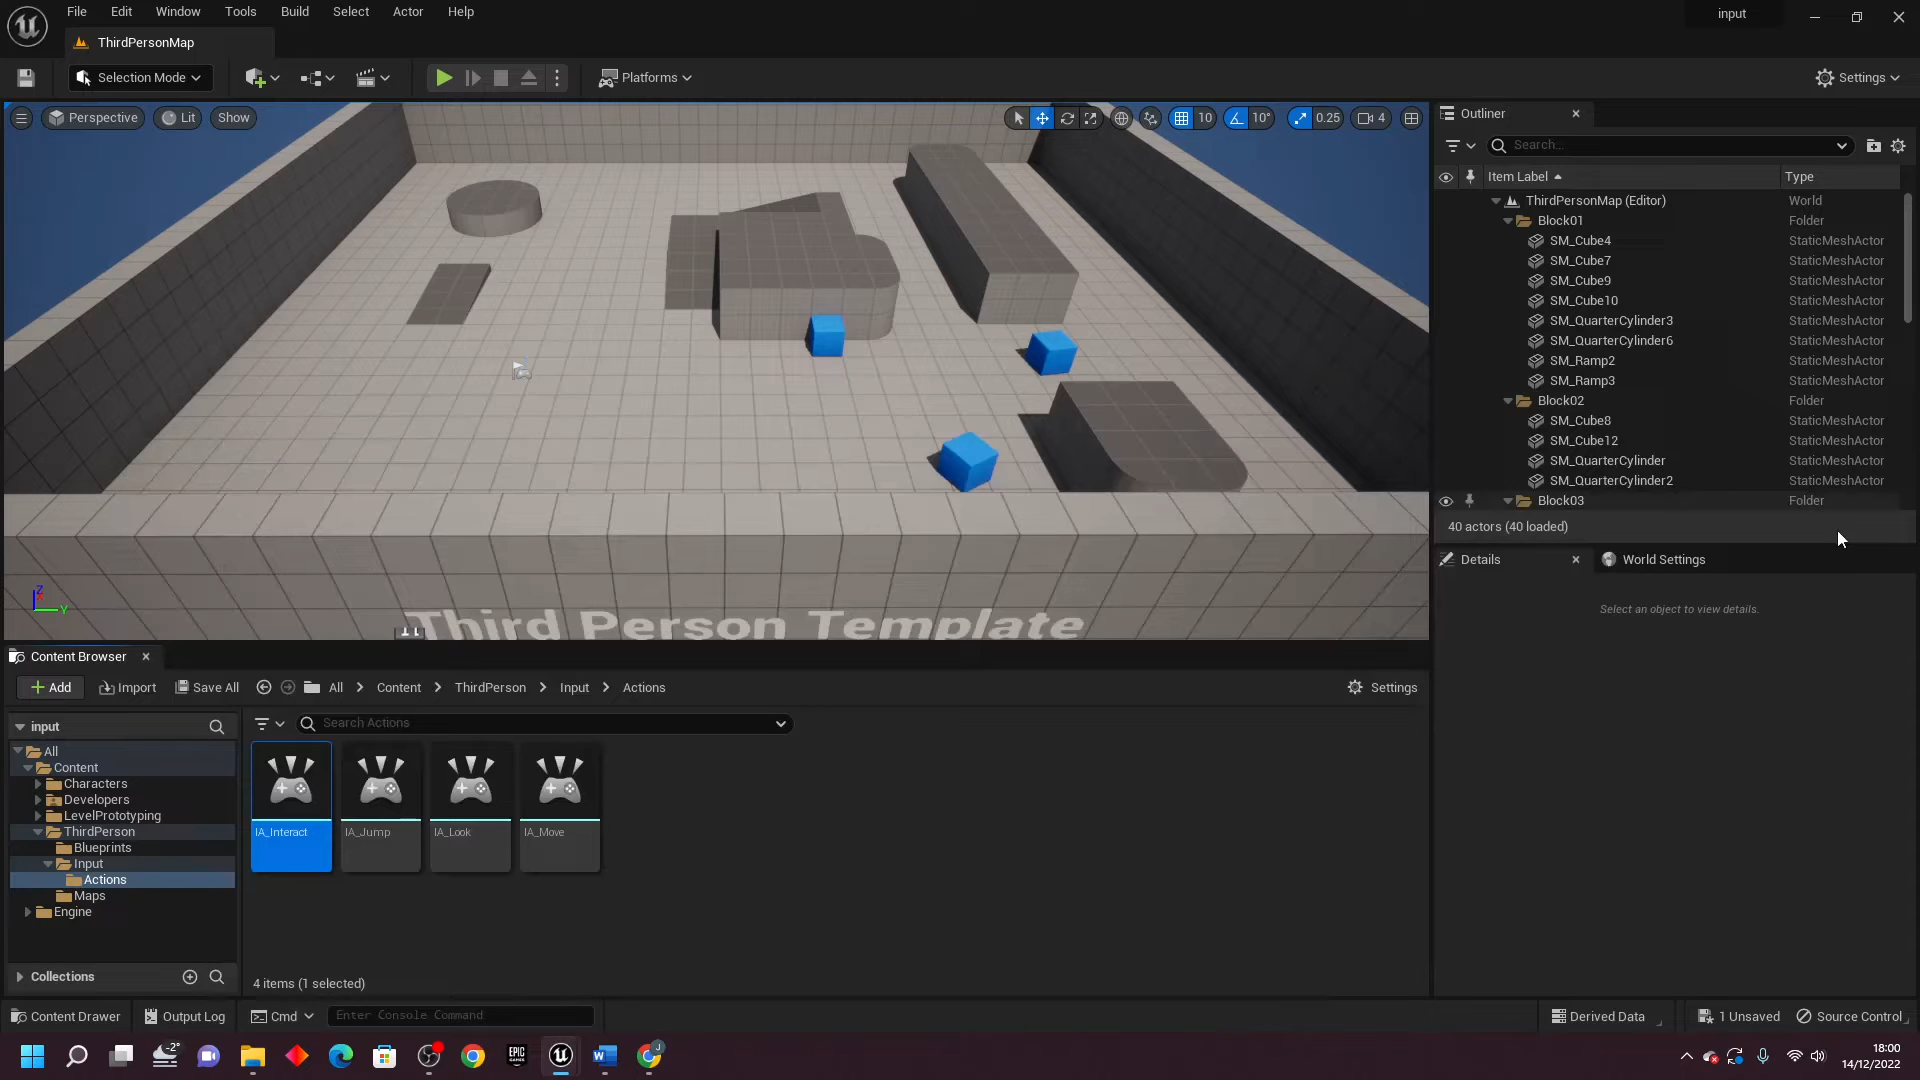 File Edit Window Tools Build Select Actor Help
input
ThirdPersonMap
Selection Mode
Platforms
Settings
Perspective
Lit
Show
10
10°
0.25
4
Third Person Template
Outliner
Search...
Item Label Type
ThirdPersonMap (Editor) World
Block01 Folder
SM_Cube4 StaticMeshActor
SM_Cube7 StaticMeshActor
SM_Cube9 StaticMeshActor
SM_Cube10 StaticMeshActor
SM_QuarterCylinder3 StaticMeshActor
SM_QuarterCylinder6 StaticMeshActor
SM_Ramp2 StaticMeshActor
SM_Ramp3 StaticMeshActor
Block02 Folder
SM_Cube8 StaticMeshActor
SM_Cube12 StaticMeshActor
SM_QuarterCylinder StaticMeshActor
SM_QuarterCylinder2 StaticMeshActor
Block03 Folder
40 actors (40 loaded)
Details
World Settings
Select an object to view details.
Z
Y
Content Browser
Add
Import
Save All
All > Content > ThirdPerson > Input > Actions
Settings
input
All
Content
Characters
Developers
LevelPrototyping
ThirdPerson
Blueprints
Input
Actions
Maps
Engine
Collections
Search Actions
IA_Interact
IA_Jump
IA_Look
IA_Move
4 items (1 selected)
Content Drawer
Output Log
Cmd
Enter Console Command
Derived Data
1 Unsaved
Source Control
-2°
EPIC
GAMES
W
J
18:00
14/12/2022